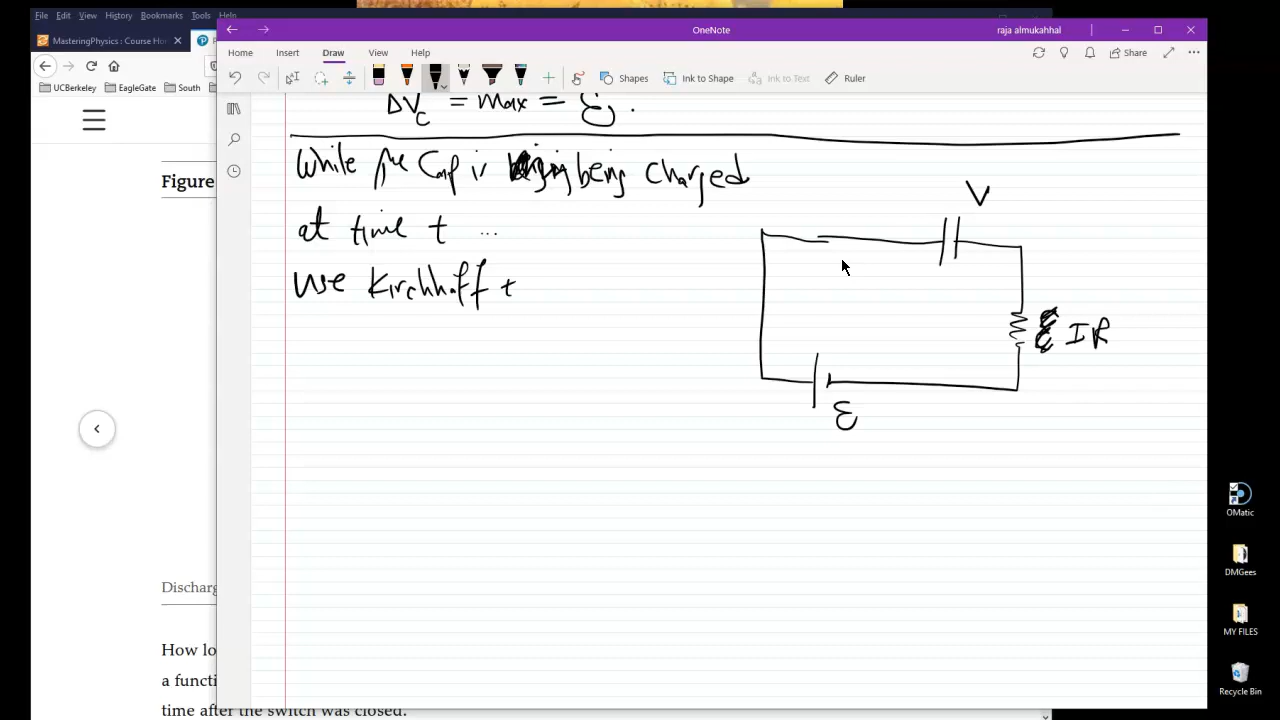 File Edit View History Bookmarks Tools Help
MasteringPhysics : Course Ho
UCBerkeley EagleGate South
OneNote
raja almukahhal
Home Insert Draw View Help
Share
Shapes Ink to Shape Ink to Text Ruler
ΔVc = Max = ε.
While the Cap is being charged
at time t ...
use Kirchhoff t
V
IR
ε
Figure
Discharg
How lo
a functi
time after the switch was closed.
OMatic
DMGees
MY FILES
Recycle Bin